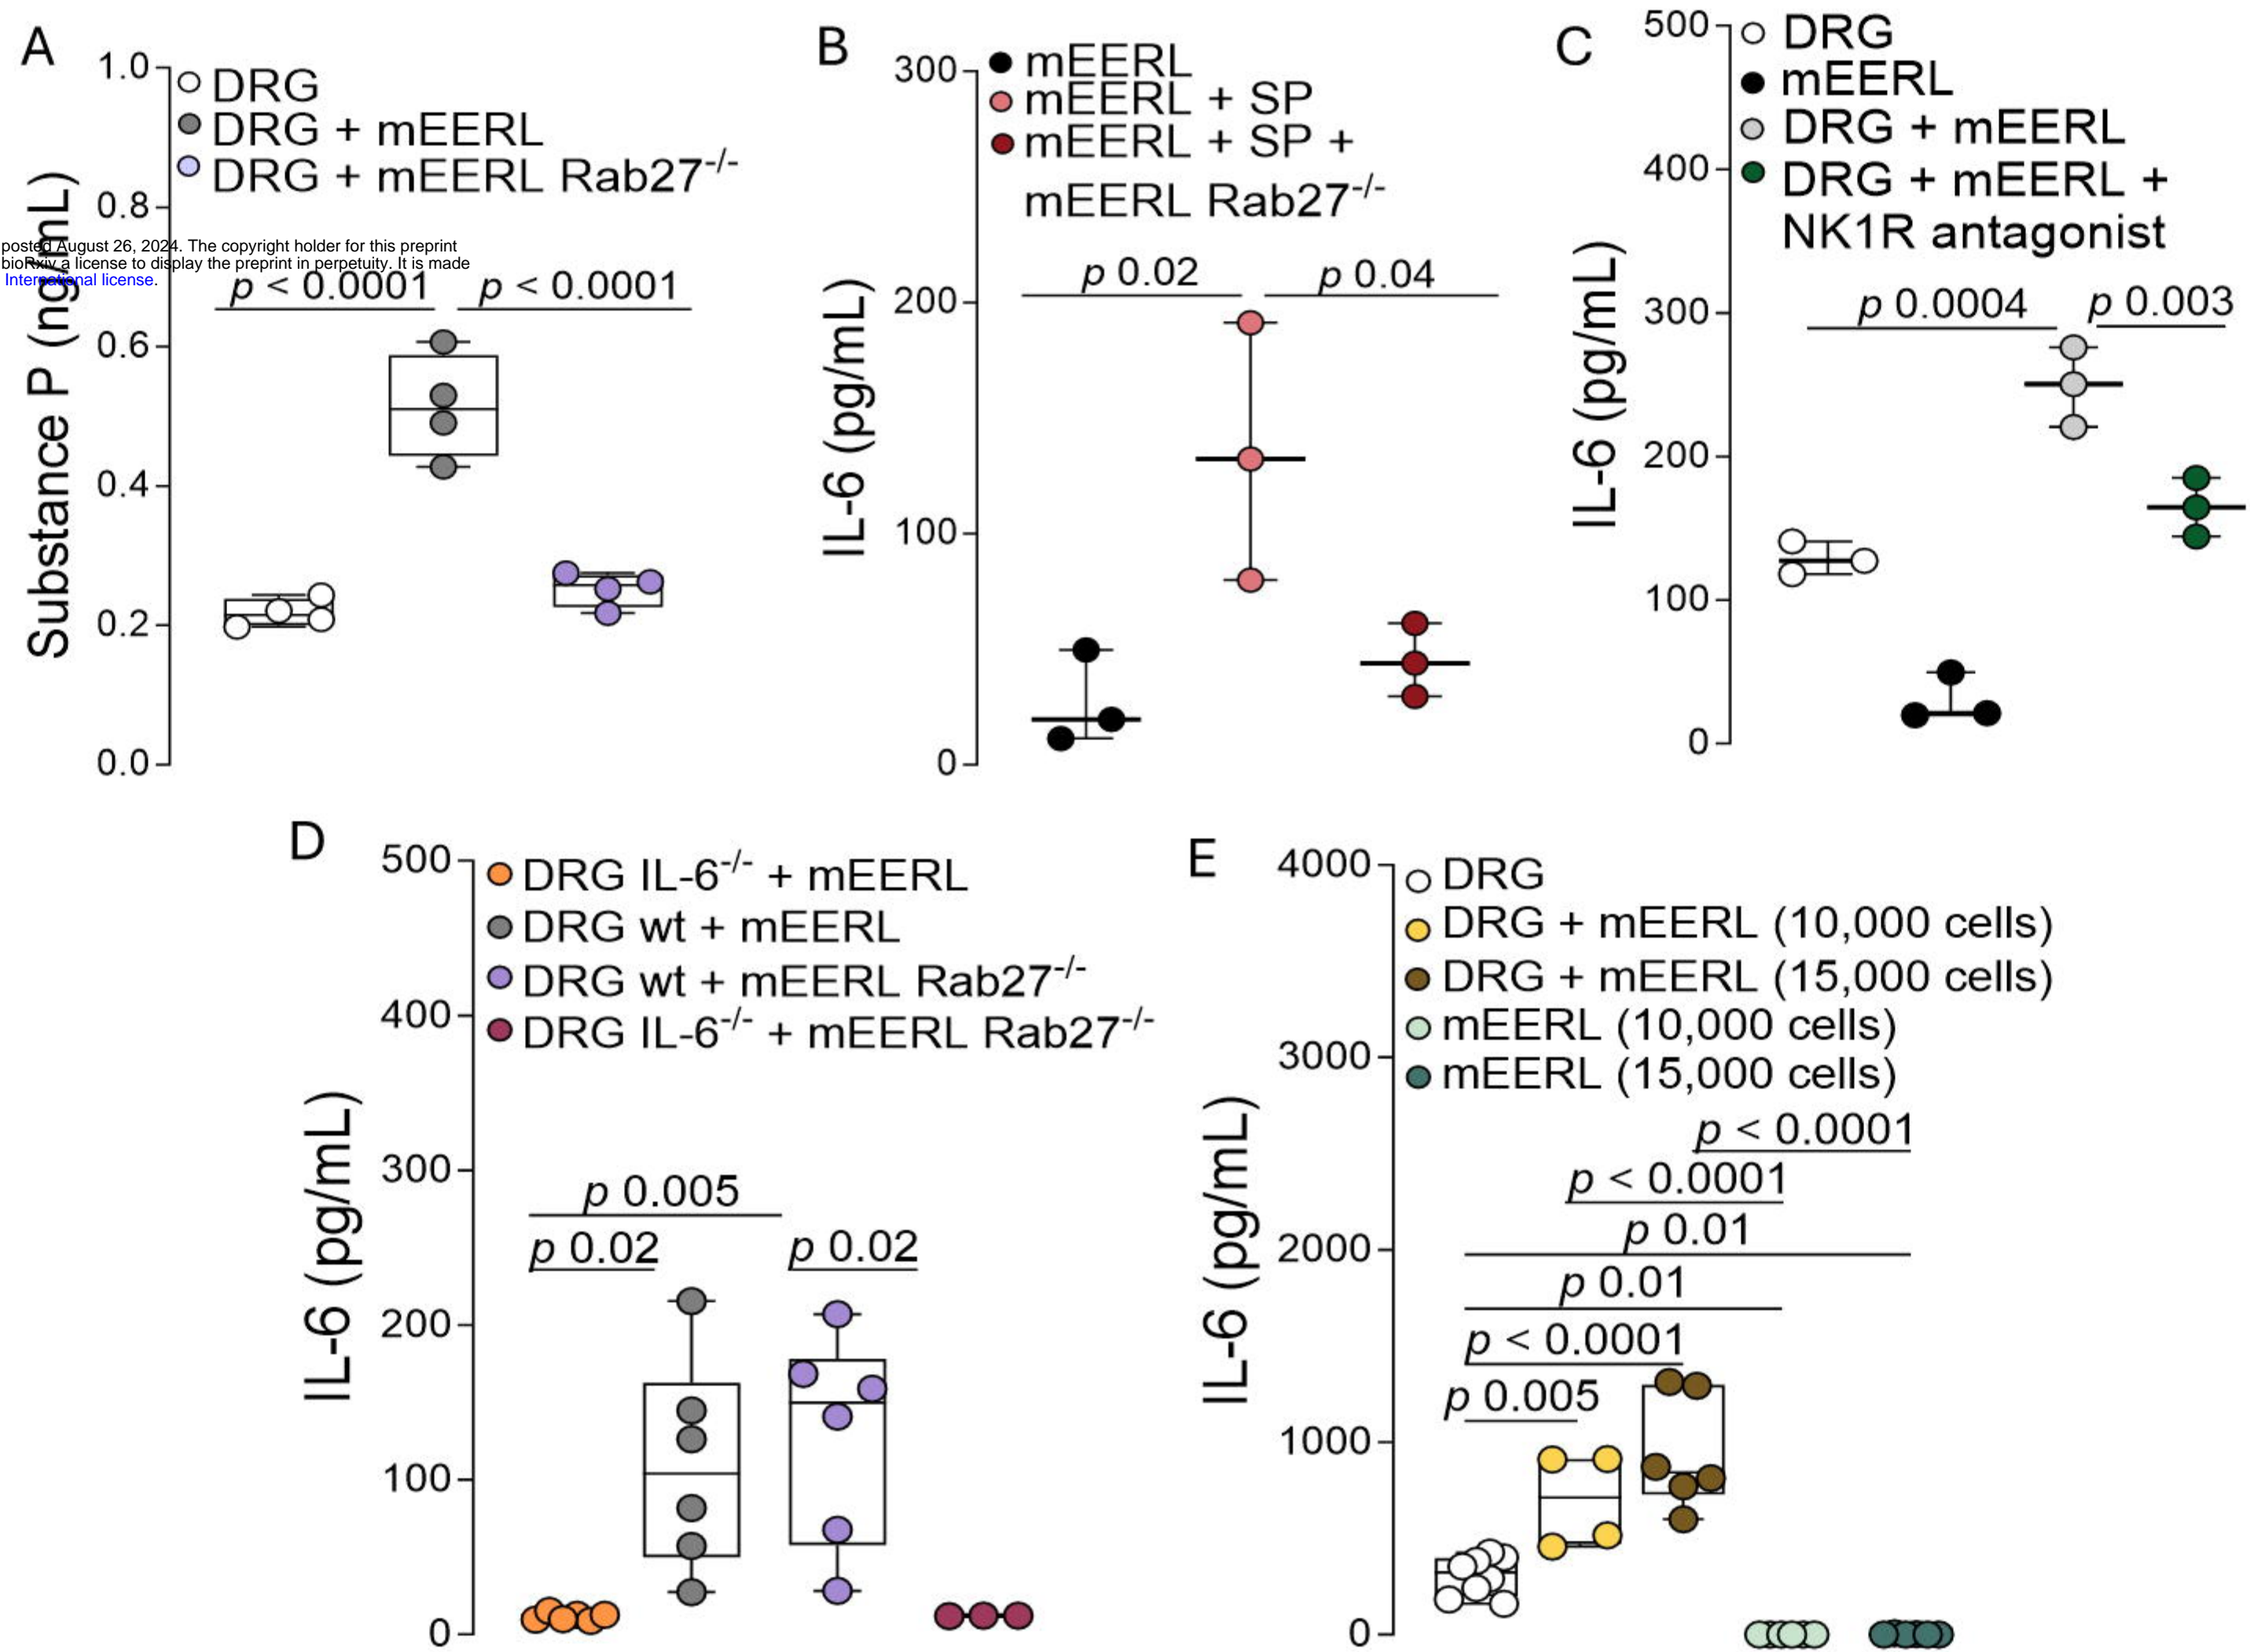 A
1.0
0.8
0.6
0.4
0.2
0.0
Substance P (ng/mL)
DRG
DRG + mEERL
DRG + mEERL Rab27-/-
posted August 26, 2024. The copyright holder for this preprint
bioRxiv a license to display the preprint in perpetuity. It is made
International license.
p < 0.0001
p < 0.0001
B
300
200
100
0
IL-6 (pg/mL)
mEERL
mEERL + SP
mEERL + SP +
mEERL Rab27-/-
p 0.02
p 0.04
C
500
400
300
200
100
0
IL-6 (pg/mL)
DRG
mEERL
DRG + mEERL
DRG + mEERL +
NK1R antagonist
p 0.0004
p 0.003
D
500
400
300
200
100
0
IL-6 (pg/mL)
DRG IL-6-/- + mEERL
DRG wt + mEERL
DRG wt + mEERL Rab27-/-
DRG IL-6-/- + mEERL Rab27-/-
p 0.005
p 0.02
p 0.02
E
4000
3000
2000
1000
0
IL-6 (pg/mL)
DRG
DRG + mEERL (10,000 cells)
DRG + mEERL (15,000 cells)
mEERL (10,000 cells)
mEERL (15,000 cells)
p < 0.0001
p < 0.0001
p 0.01
p 0.01
p < 0.0001
p 0.005